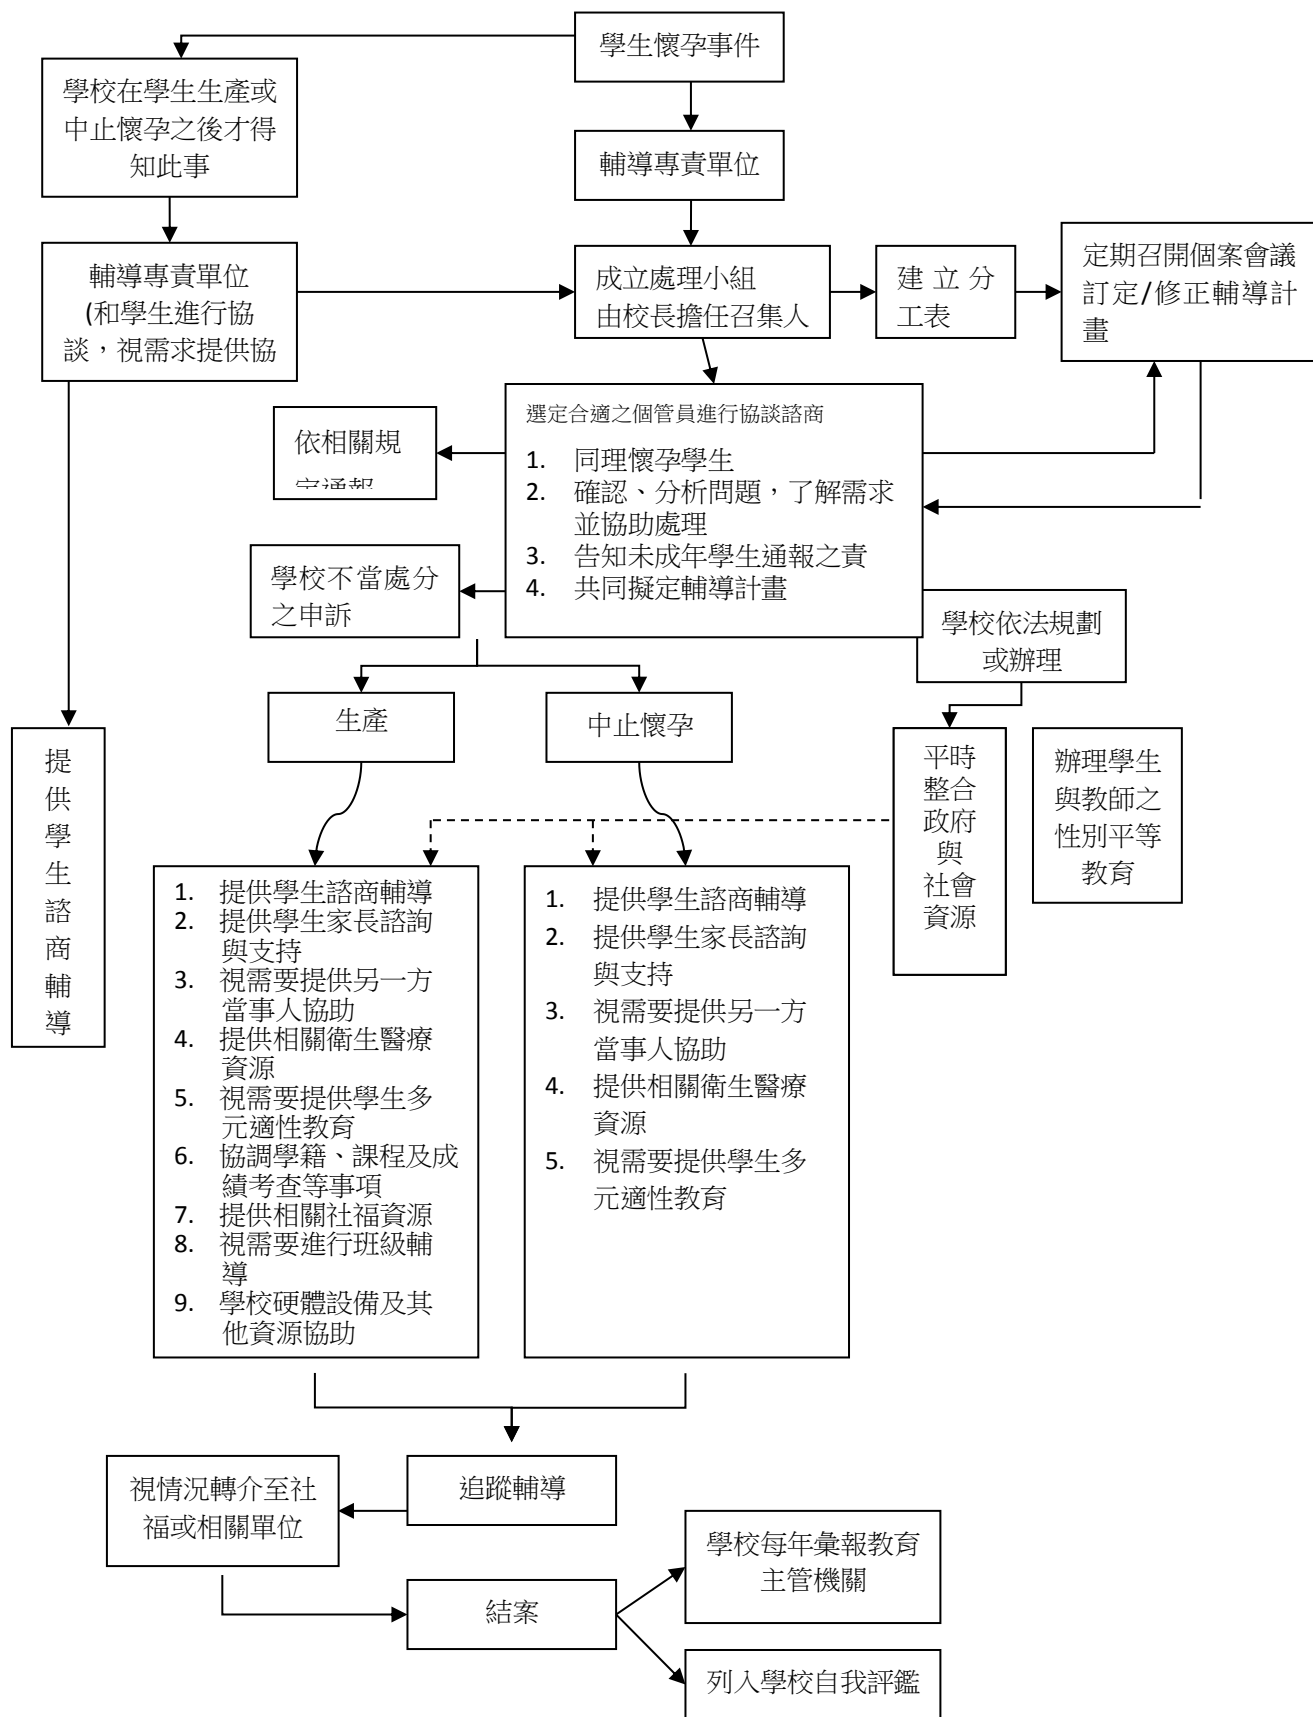 學生懷孕事件
學校在學生生產或
中止懷孕之後才得
知此事
輔導專責單位
輔導專責單位
(和學生進行協
談，視需求提供協
成立處理小組
由校長擔任召集人
建立分
工表
定期召開個案會議
訂定/修正輔導計
畫
依相關規
定通報
選定合適之個管員進行協談諮商
1. 同理懷孕學生
2. 確認、分析問題，了解需求
並協助處理
3. 告知未成年學生通報之責
4. 共同擬定輔導計畫
學校不當處分
之申訴
學校依法規劃
或辦理
生產
中止懷孕
提
供
學
生
諮
商
輔
導
平時
整合
政府
與
社會
資源
辦理學生
與教師之
性別平等
教育
1. 提供學生諮商輔導
2. 提供學生家長諮詢
與支持
3. 視需要提供另一方
當事人協助
4. 提供相關衛生醫療
資源
5. 視需要提供學生多
元適性教育
6. 協調學籍、課程及成
績考查等事項
7. 提供相關社福資源
8. 視需要進行班級輔
導
9. 學校硬體設備及其
他資源協助
1. 提供學生諮商輔導
2. 提供學生家長諮詢
與支持
3. 視需要提供另一方
當事人協助
4. 提供相關衛生醫療
資源
5. 視需要提供學生多
元適性教育
視情況轉介至社
福或相關單位
追蹤輔導
結案
學校每年彙報教育
主管機關
列入學校自我評鑑